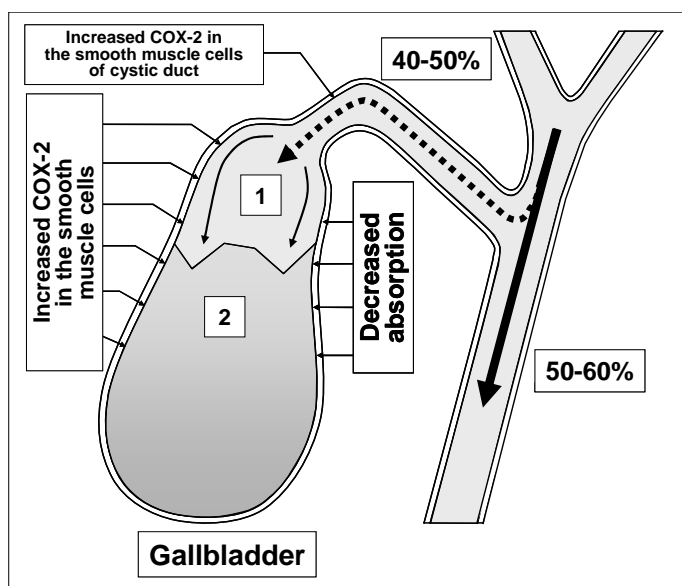 Increased COX-2 in
the smooth muscle cells
of cystic duct
40-50%
Increased COX-2
in the smooth
muscle cells
1
Decreased
absorption
2
50-60%
Gallbladder